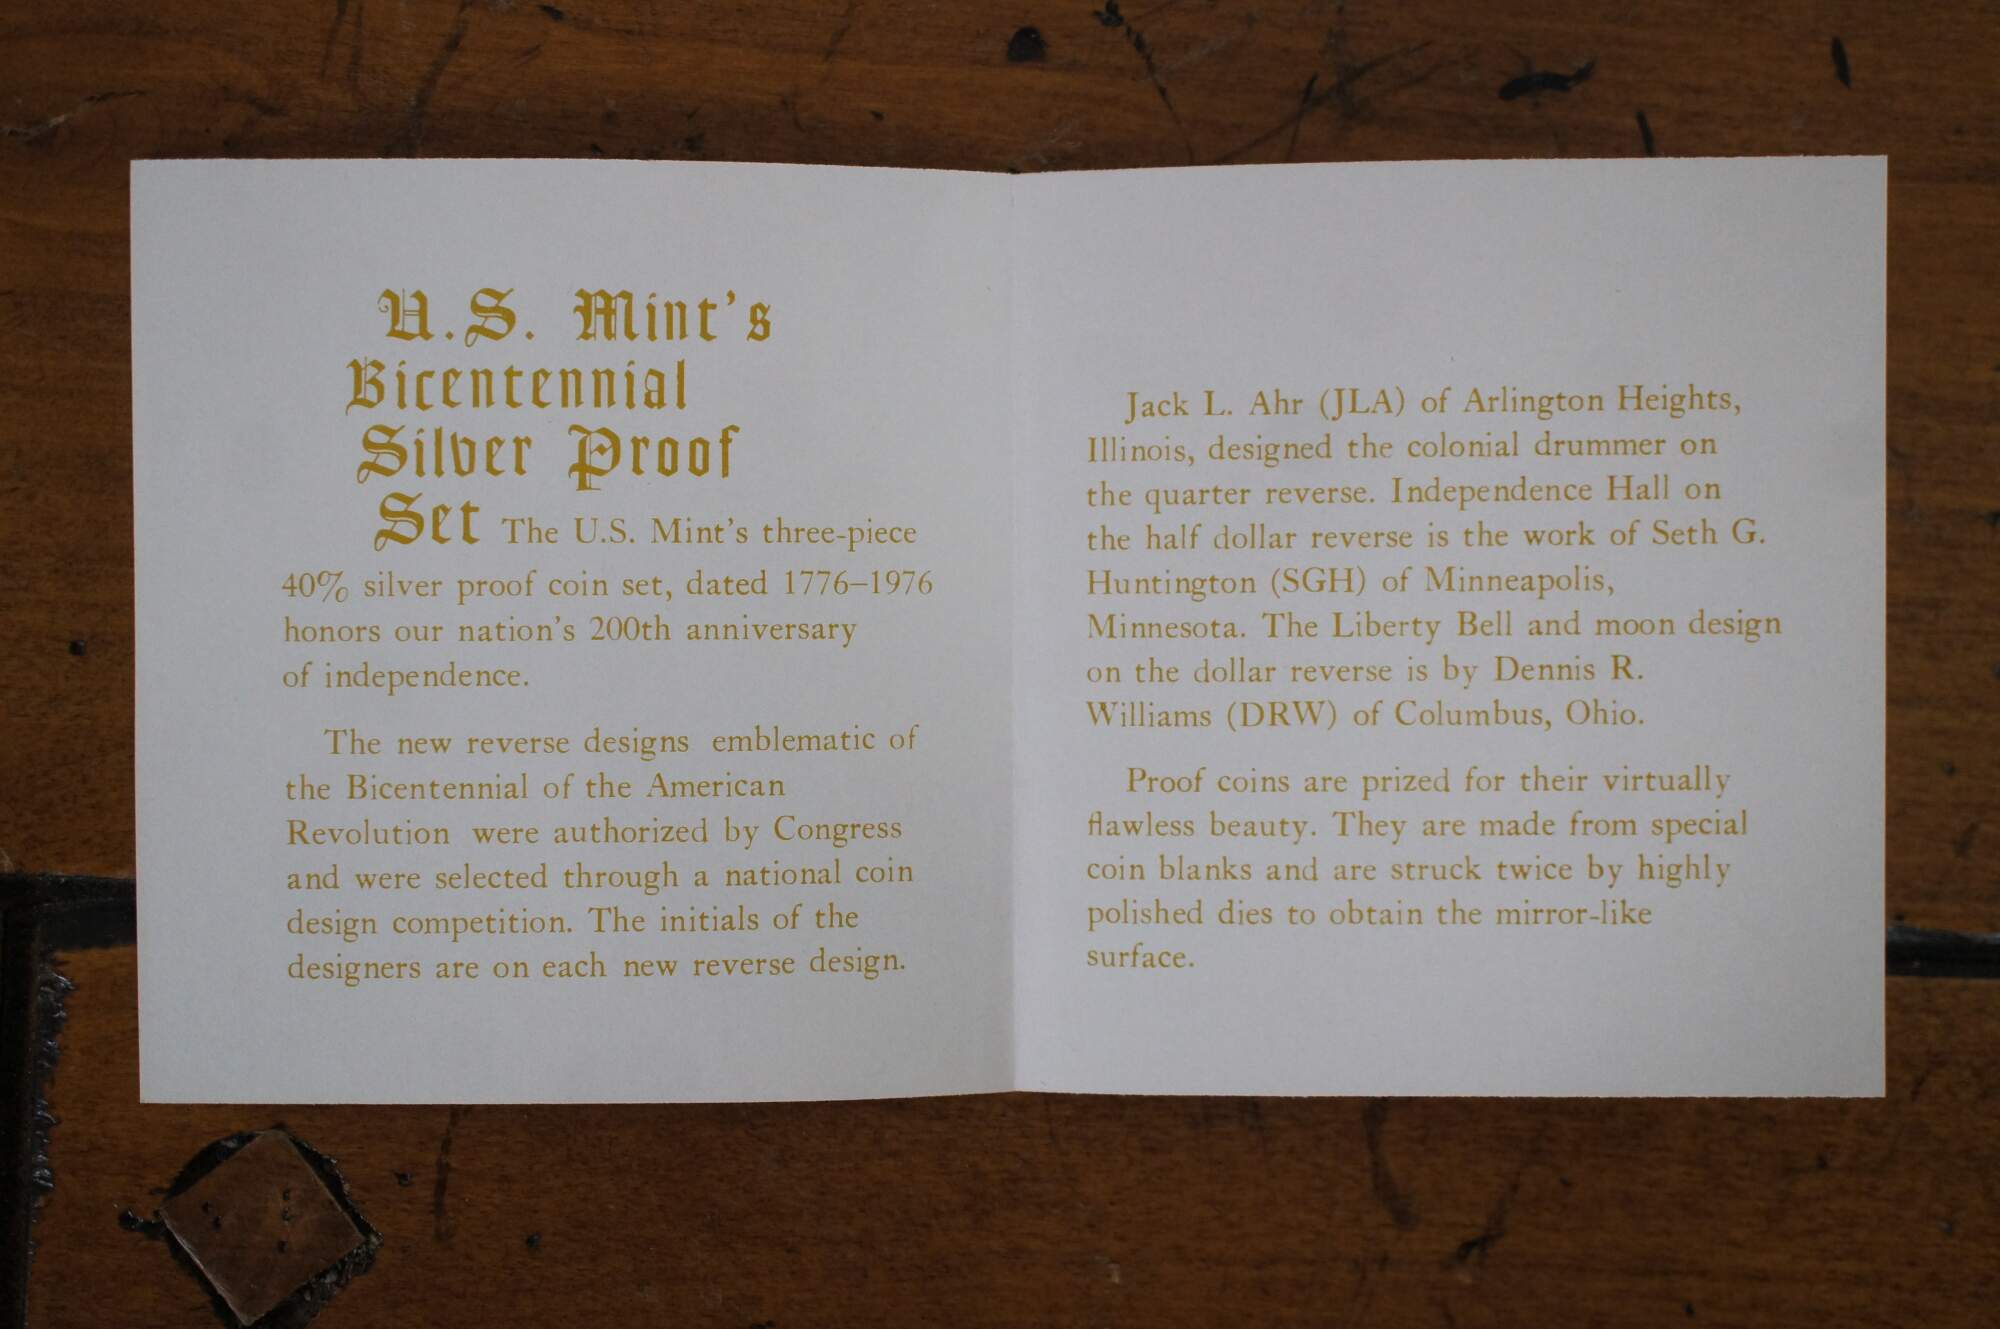 U.S. Mint's
Bicentennial
Silver Proof
Set The U.S. Mint's three-piece
40% silver proof coin set, dated 1776–1976
honors our nation's 200th anniversary
of independence.
The new reverse designs emblematic of
the Bicentennial of the American
Revolution were authorized by Congress
and were selected through a national coin
design competition. The initials of the
designers are on each new reverse design.
Jack L. Ahr (JLA) of Arlington Heights,
Illinois, designed the colonial drummer on
the quarter reverse. Independence Hall on
the half dollar reverse is the work of Seth G.
Huntington (SGH) of Minneapolis,
Minnesota. The Liberty Bell and moon design
on the dollar reverse is by Dennis R.
Williams (DRW) of Columbus, Ohio.
Proof coins are prized for their virtually
flawless beauty. They are made from special
coin blanks and are struck twice by highly
polished dies to obtain the mirror-like
surface.